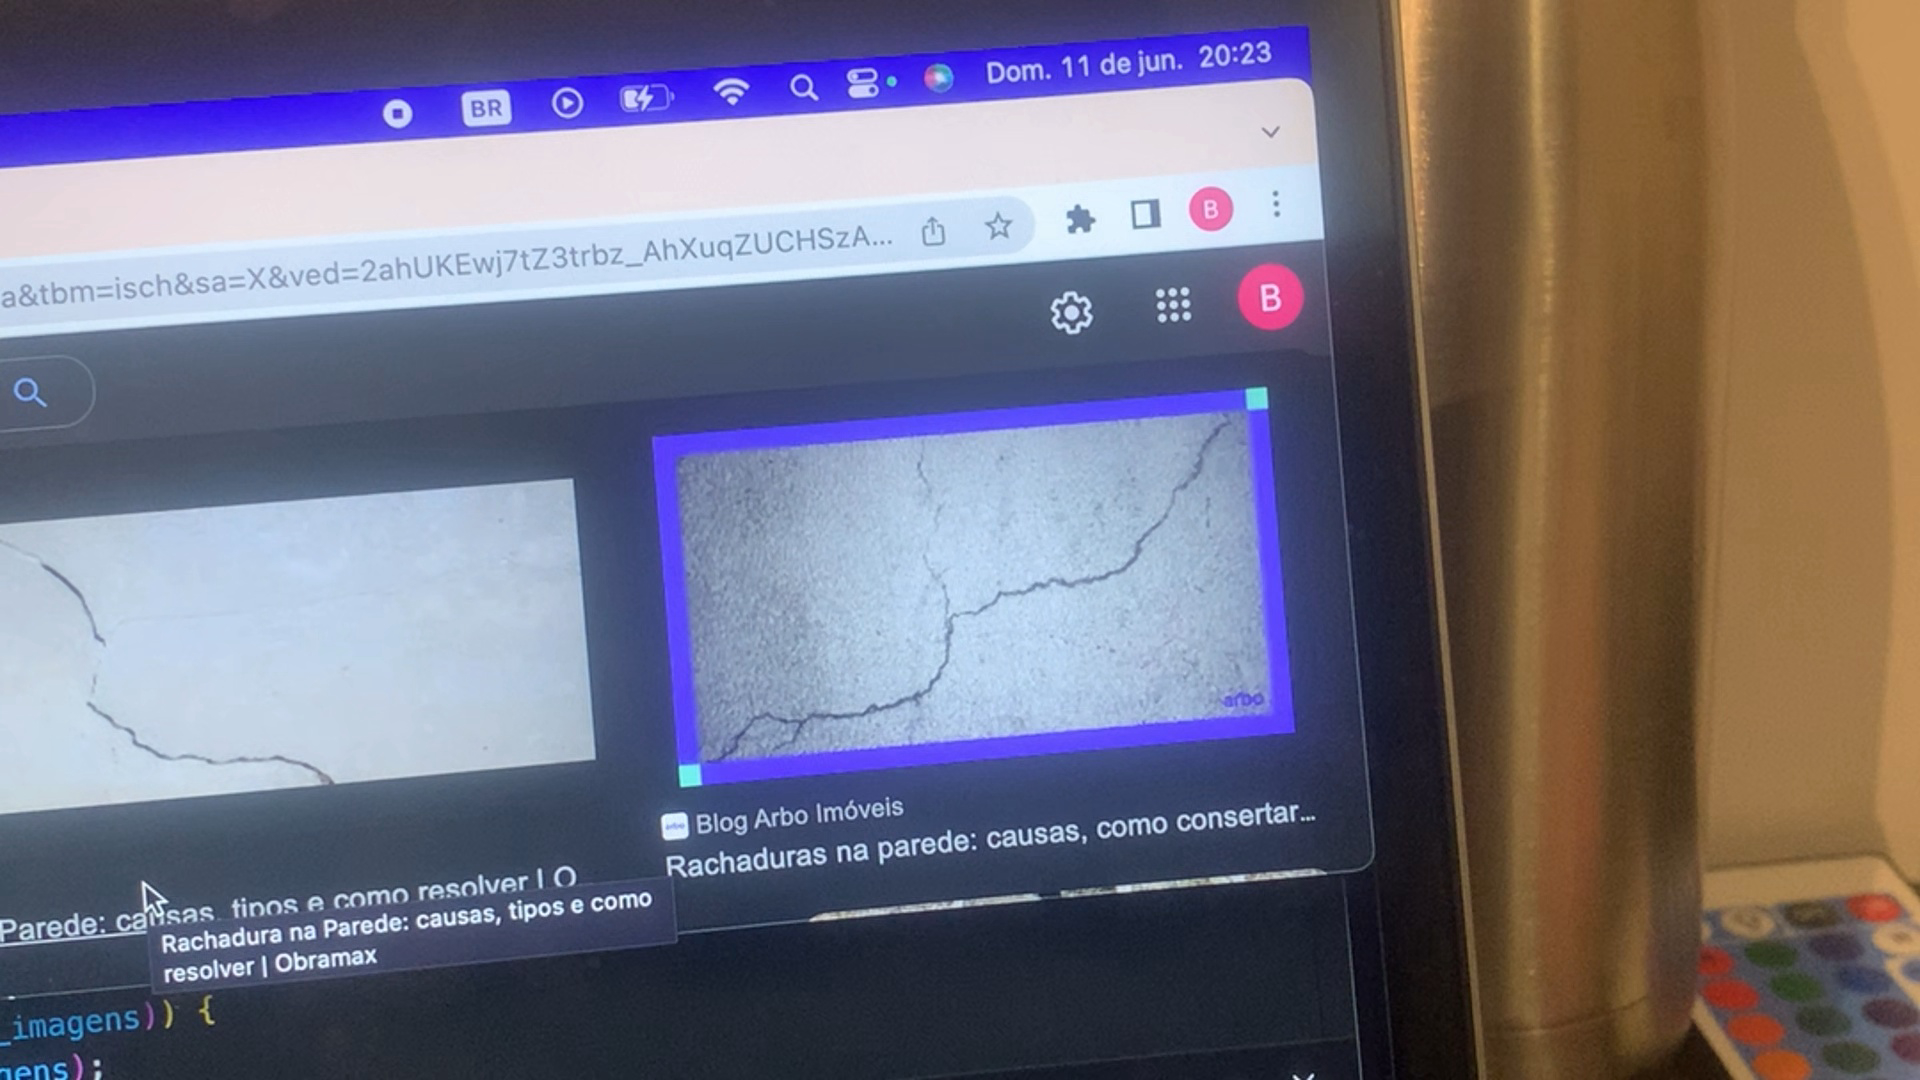 BR
Dom. 11 de jun. 20:23
a&tbm=isch&sa=X&ved=2ahUKEwj7tZ3trbz_AhXuqZUCHSzA...
B
B
arbo
Blog Arbo Imóveis
Rachaduras na parede: causas, como consertar...
Parede: causas, tipos e como resolver | O
Rachadura na Parede: causas, tipos e como
resolver | Obramax
_imagens)) {
gens);